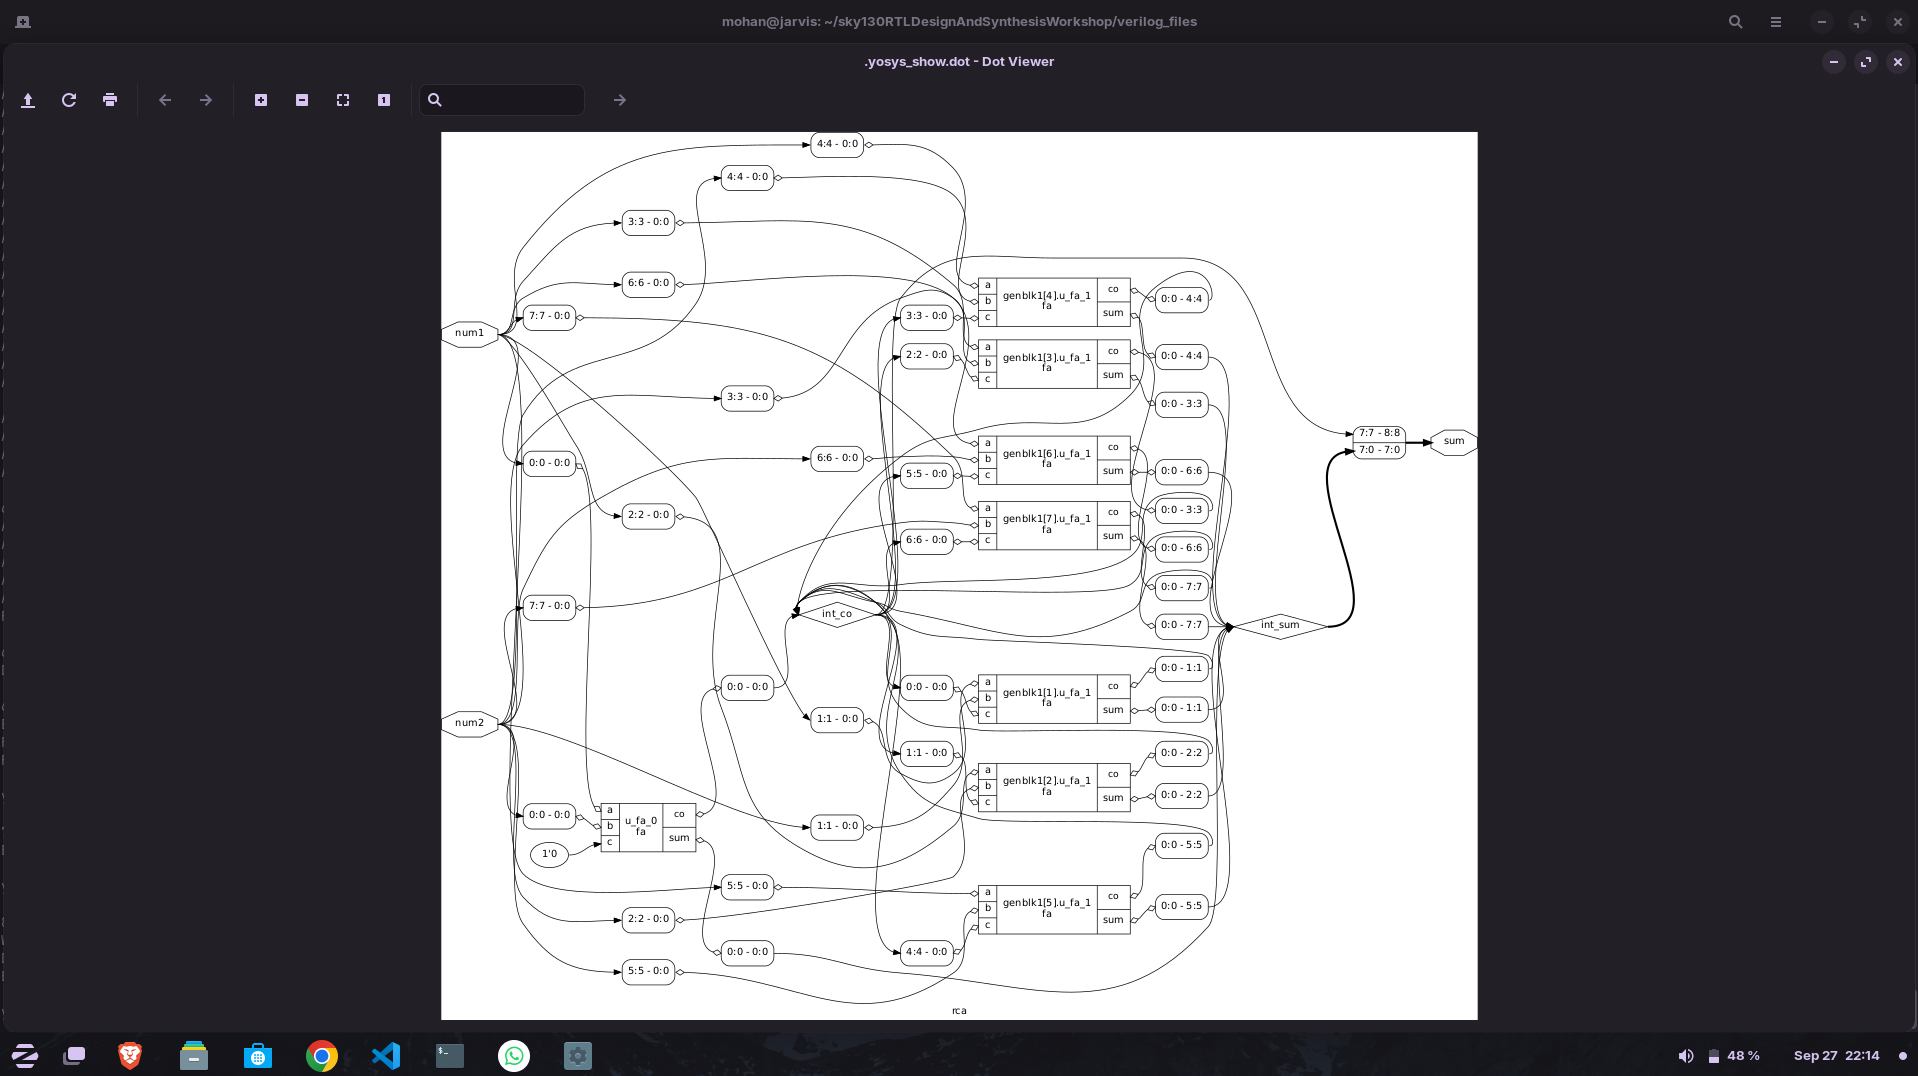 mohan@jarvis: ~/sky130RTLDesignAndSynthesisWorkshop/verilog_files
.yosys_show.dot - Dot Viewer
1
4:4 - 0:0
4:4 - 0:0
3:3 - 0:0
6:6 - 0:0
7:7 - 0:0
num1
3:3 - 0:0
0:0 - 0:0
6:6 - 0:0
2:2 - 0:0
7:7 - 0:0
int_co
0:0 - 0:0
num2
1:1 - 0:0
0:0 - 0:0
1:1 - 0:0
1'0
a
b
c
u_fa_0
fa
co
sum
5:5 - 0:0
2:2 - 0:0
0:0 - 0:0
5:5 - 0:0
3:3 - 0:0
2:2 - 0:0
5:5 - 0:0
6:6 - 0:0
0:0 - 0:0
1:1 - 0:0
4:4 - 0:0
a
b
c
genblk1[4].u_fa_1
fa
co
sum
a
b
c
genblk1[3].u_fa_1
fa
co
sum
a
b
c
genblk1[6].u_fa_1
fa
co
sum
a
b
c
genblk1[7].u_fa_1
fa
co
sum
a
b
c
genblk1[1].u_fa_1
fa
co
sum
a
b
c
genblk1[2].u_fa_1
fa
co
sum
a
b
c
genblk1[5].u_fa_1
fa
co
sum
0:0 - 4:4
0:0 - 4:4
0:0 - 3:3
0:0 - 6:6
0:0 - 3:3
0:0 - 6:6
0:0 - 7:7
0:0 - 7:7
0:0 - 1:1
0:0 - 1:1
0:0 - 2:2
0:0 - 2:2
0:0 - 5:5
0:0 - 5:5
int_sum
7:7 - 8:8
7:0 - 7:0
sum
rca
$_
48 %
Sep 27 22:14